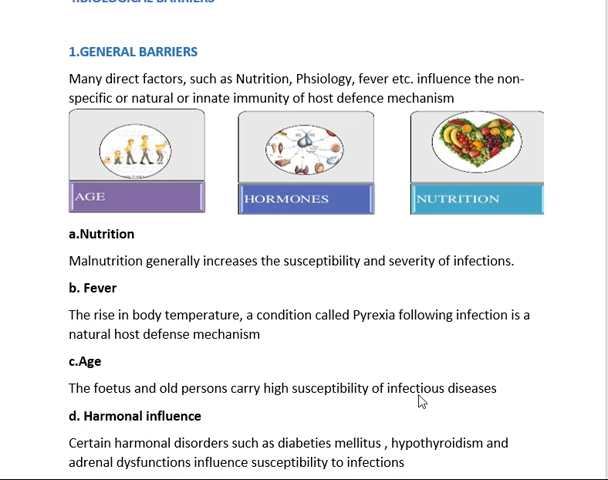 1.GENERAL BARRIERS
Many direct factors, such as Nutrition, Phsiology, fever etc. influence the non-
specific or natural or innate immunity of host defence mechanism
AGE
HORMONES
NUTRITION
a.Nutrition
Malnutrition generally increases the susceptibility and severity of infections.
b. Fever
The rise in body temperature, a condition called Pyrexia following infection is a
natural host defense mechanism
c.Age
The foetus and old persons carry high susceptibility of infectious diseases
d. Harmonal influence
Certain harmonal disorders such as diabeties mellitus , hypothyroidism and
adrenal dysfunctions influence susceptibility to infections